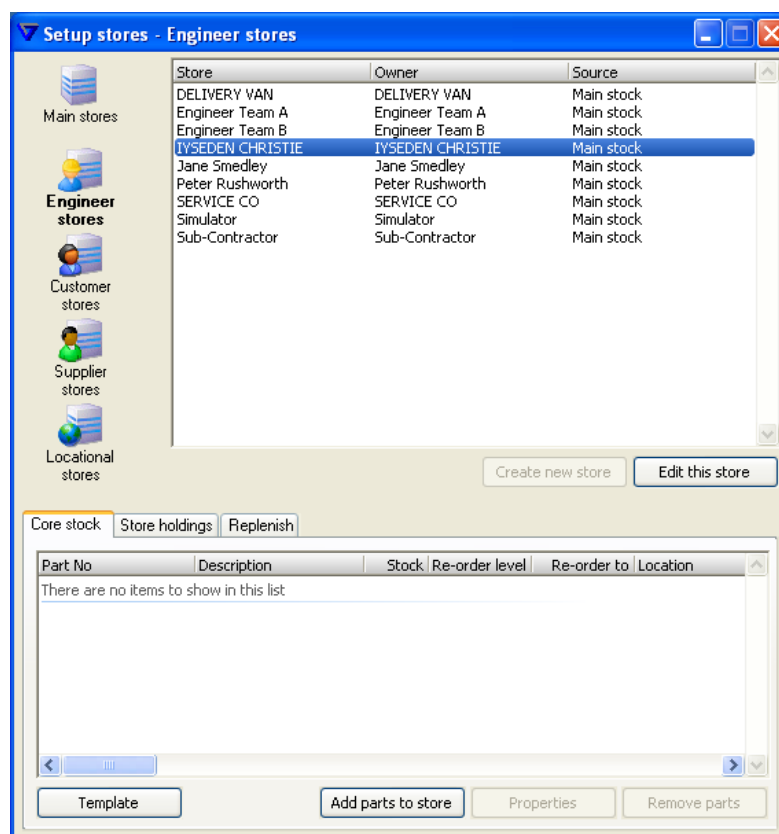 Setup stores - Engineer stores
Main stores
Engineer
stores
Customer
stores
Supplier
stores
Locational
stores
Store Owner Source
DELIVERY VAN DELIVERY VAN Main stock
Engineer Team A Engineer Team A Main stock
Engineer Team B Engineer Team B Main stock
IYSEDEN CHRISTIE IYSEDEN CHRISTIE Main stock
Jane Smedley Jane Smedley Main stock
Peter Rushworth Peter Rushworth Main stock
SERVICE CO SERVICE CO Main stock
Simulator Simulator Main stock
Sub-Contractor Sub-Contractor Main stock
Create new store Edit this store
Core stock Store holdings Replenish
Part No Description Stock Re-order level Re-order to Location
There are no items to show in this list
Template Add parts to store Properties Remove parts